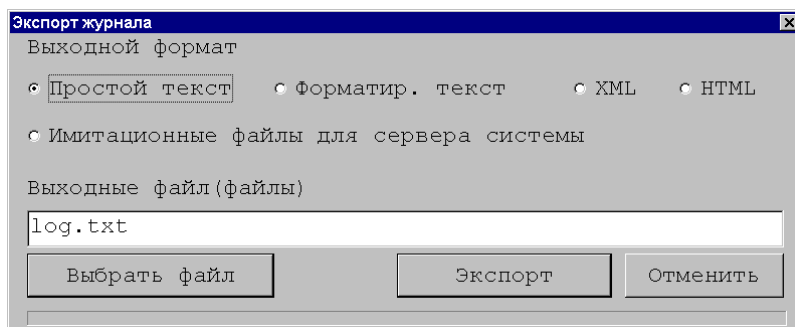 Экспорт журнала
Выходной формат
Простой текст Форматир. текст XML HTML
Имитационные файлы для сервера системы
Выходные файл(файлы)
log.txt
Выбрать файл Экспорт Отменить